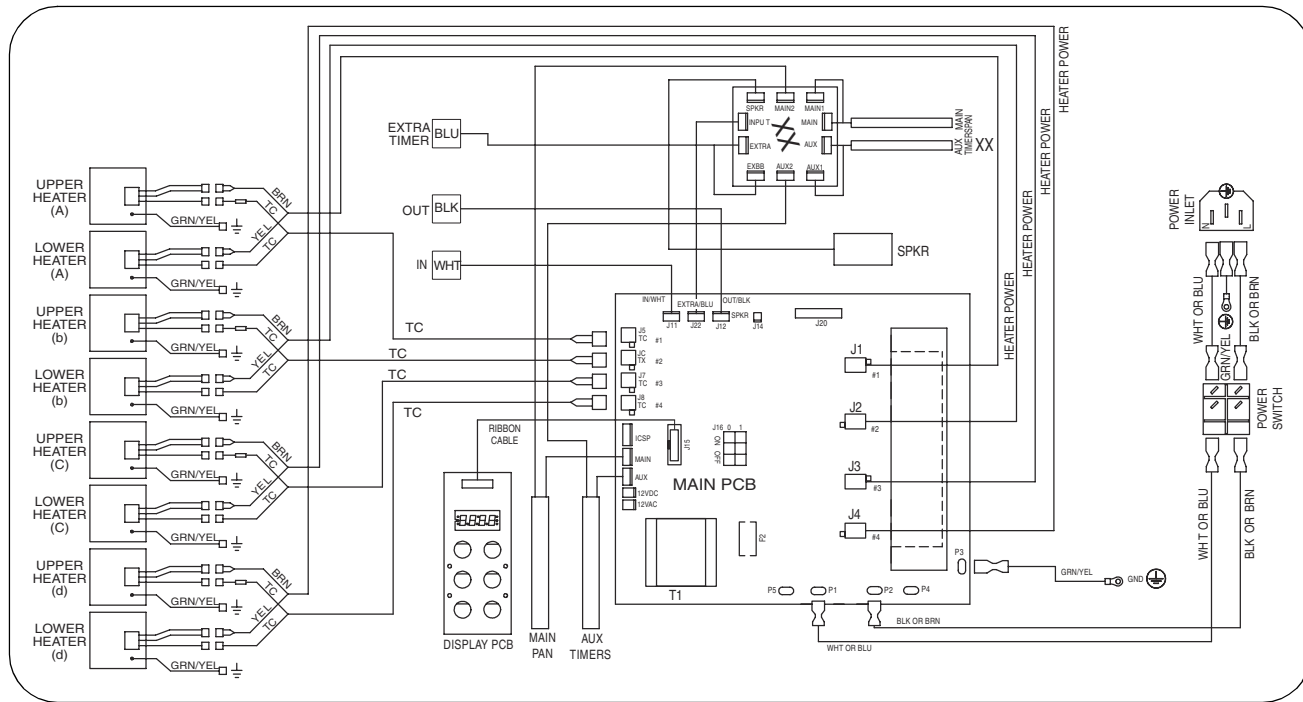 HEATER POWER
HEATER POWER
HEATER POWER
HEATER POWER
SPKR
MAIN2
MAIN1
INPU T
MAIN
EXTRA
AUX
EXBB
AUX2
AUX1
MAIN
PAN
AUX
TIMERS
XX
EXTRA
TIMER
BLU
OUT
BLK
IN
WHT
SPKR
UPPER
HEATER
(A)
BRN
TC
GRN/YEL
LOWER
HEATER
(A)
YEL
TC
GRN/YEL
UPPER
HEATER
(b)
BRN
TC
GRN/YEL
LOWER
HEATER
(b)
YEL
TC
GRN/YEL
UPPER
HEATER
(C)
BRN
TC
GRN/YEL
LOWER
HEATER
(C)
YEL
TC
GRN/YEL
UPPER
HEATER
(d)
BRN
TC
GRN/YEL
LOWER
HEATER
(d)
YEL
TC
GRN/YEL
TC
TC
TC
TC
IN/WHT
EXTRA/BLU
OUT/BLK
J11
J22
J12
SPKR
J14
J20
J5
TC
#1
JC
TX
#2
J7
TC
#3
J8
TC
#4
J1
#1
J2
#2
J3
#3
J4
#4
RIBBON
CABLE
ICSP
MAIN
AUX
12VDC
12VAC
J15
J16 0 1
ON
OFF
MAIN PCB
T1
F2
P5
P1
P2
P4
P3
GRN/YEL
GND
DISPLAY PCB
MAIN
PAN
AUX
TIMERS
BLK OR BRN
WHT OR BLU
POWER
INLET
N
L
WHT OR BLU
GRN/YEL
BLK OR BRN
POWER
SWITCH
WHT OR BLU
BLK OR BRN